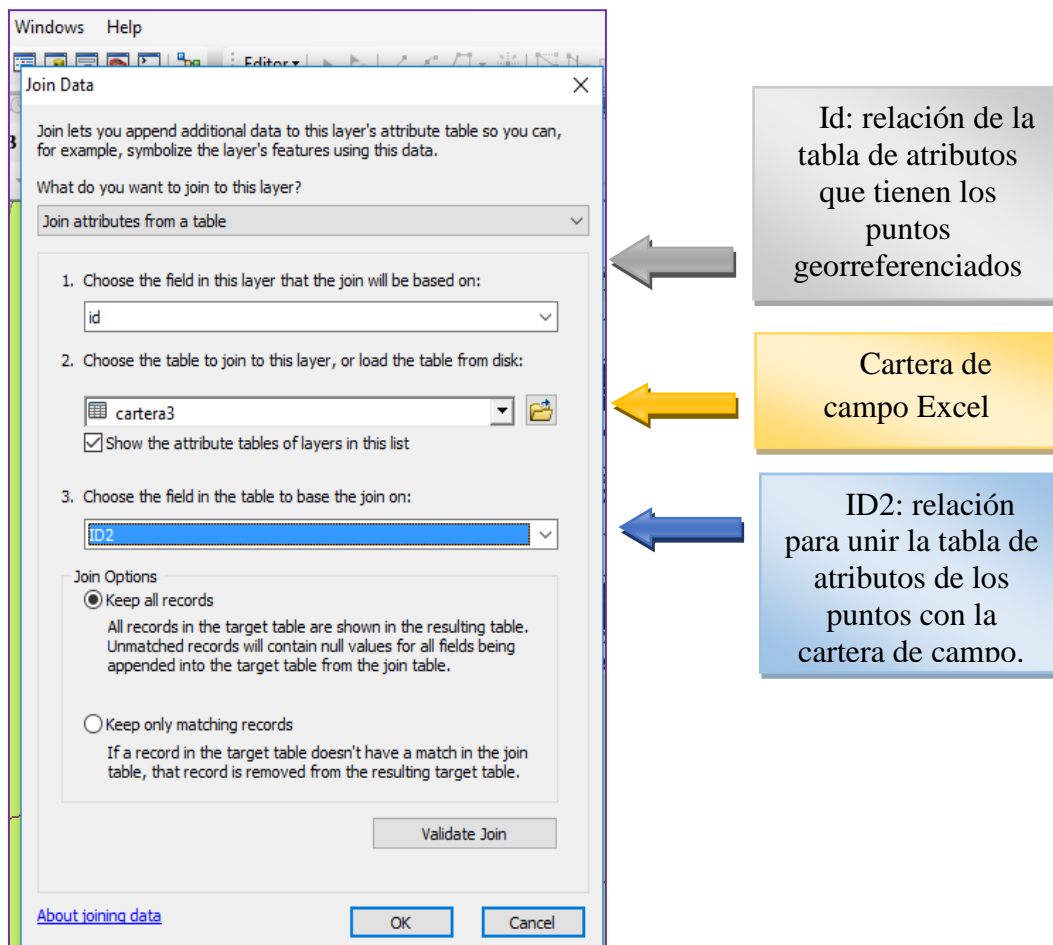 Windows Help
Editor
Join Data
Join lets you append additional data to this layer's attribute table so you can,
for example, symbolize the layer's features using this data.
What do you want to join to this layer?
Join attributes from a table
1. Choose the field in this layer that the join will be based on:
id
2. Choose the table to join to this layer, or load the table from disk:
cartera3
Show the attribute tables of layers in this list
3. Choose the field in the table to base the join on:
ID2
Join Options
Keep all records
All records in the target table are shown in the resulting table.
Unmatched records will contain null values for all fields being
appended into the target table from the join table.
Keep only matching records
If a record in the target table doesn't have a match in the join
table, that record is removed from the resulting target table.
Validate Join
About joining data
OK
Cancel
Id: relación de la
tabla de atributos
que tienen los
puntos
georreferenciados
Cartera de
campo Excel
ID2: relación
para unir la tabla de
atributos de los
puntos con la
cartera de campo.